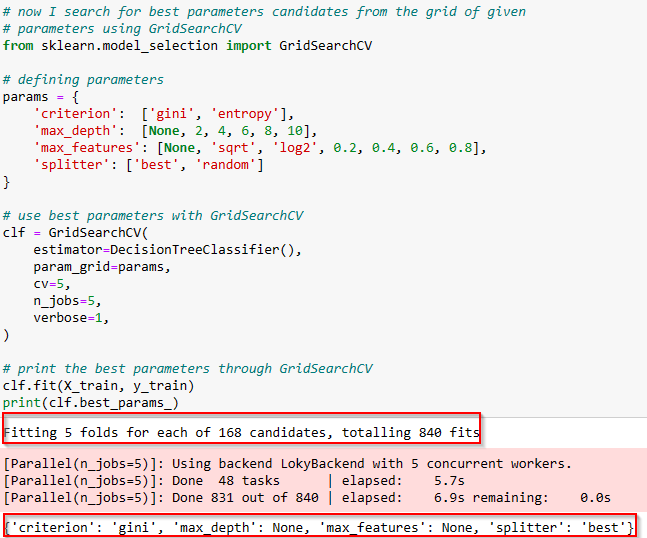 # now I search for best parameters candidates from the grid of given
# parameters using GridSearchCV
from sklearn.model_selection import GridSearchCV

# defining parameters
params = {
    'criterion':  ['gini', 'entropy'],
    'max_depth':  [None, 2, 4, 6, 8, 10],
    'max_features': [None, 'sqrt', 'log2', 0.2, 0.4, 0.6, 0.8],
    'splitter': ['best', 'random']
}

# use best parameters with GridSearchCV
clf = GridSearchCV(
    estimator=DecisionTreeClassifier(),
    param_grid=params,
    cv=5,
    n_jobs=5,
    verbose=1,
)

# print the best parameters through GridSearchCV
clf.fit(X_train, y_train)
print(clf.best_params_)
Fitting 5 folds for each of 168 candidates, totalling 840 fits
[Parallel(n_jobs=5)]: Using backend LokyBackend with 5 concurrent workers.
[Parallel(n_jobs=5)]: Done  48 tasks      | elapsed:    5.7s
[Parallel(n_jobs=5)]: Done 831 out of 840 | elapsed:    6.9s remaining:    0.0s
{'criterion': 'gini', 'max_depth': None, 'max_features': None, 'splitter': 'best'}